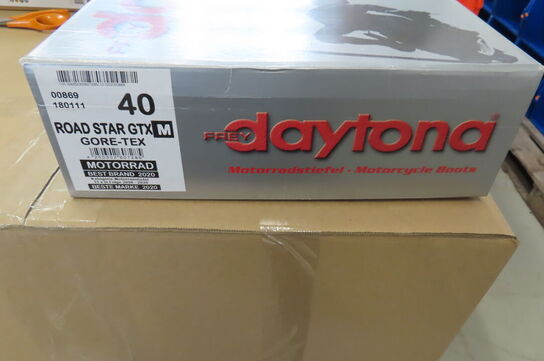 00869
180111 40
ROAD STAR GTX M
GORE-TEX
MOTORRAD
BEST BRAND 2020
BESTE MARKE 2020
FREY daytona®
Motorradstiefel · Motorcycle Boots